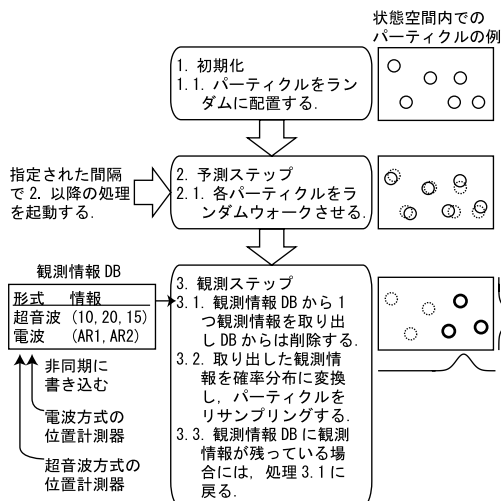 状態空間内での
パーティクルの例
1. 初期化
1.1. パーティクルをラン
ダムに配置する.
指定された間隔
で2. 以降の処理
を起動する.
2. 予測ステップ
2.1. 各パーティクルをラ
ンダムウォークさせる.
観測情報 DB
形式 情報
超音波 (10,20,15)
電波 (AR1,AR2)
非同期に
書き込む
電波方式の
位置計測器
超音波方式の
位置計測器
3. 観測ステップ
3.1. 観測情報 DB から 1
つ観測情報を取り出
し DB からは削除する.
3.2. 取り出した観測情
報を確率分布に変換
し, パーティクルを
リサンプリングする.
3.3. 観測情報 DB に観測
情報が残っている場
合には, 処理 3.1 に
戻る.